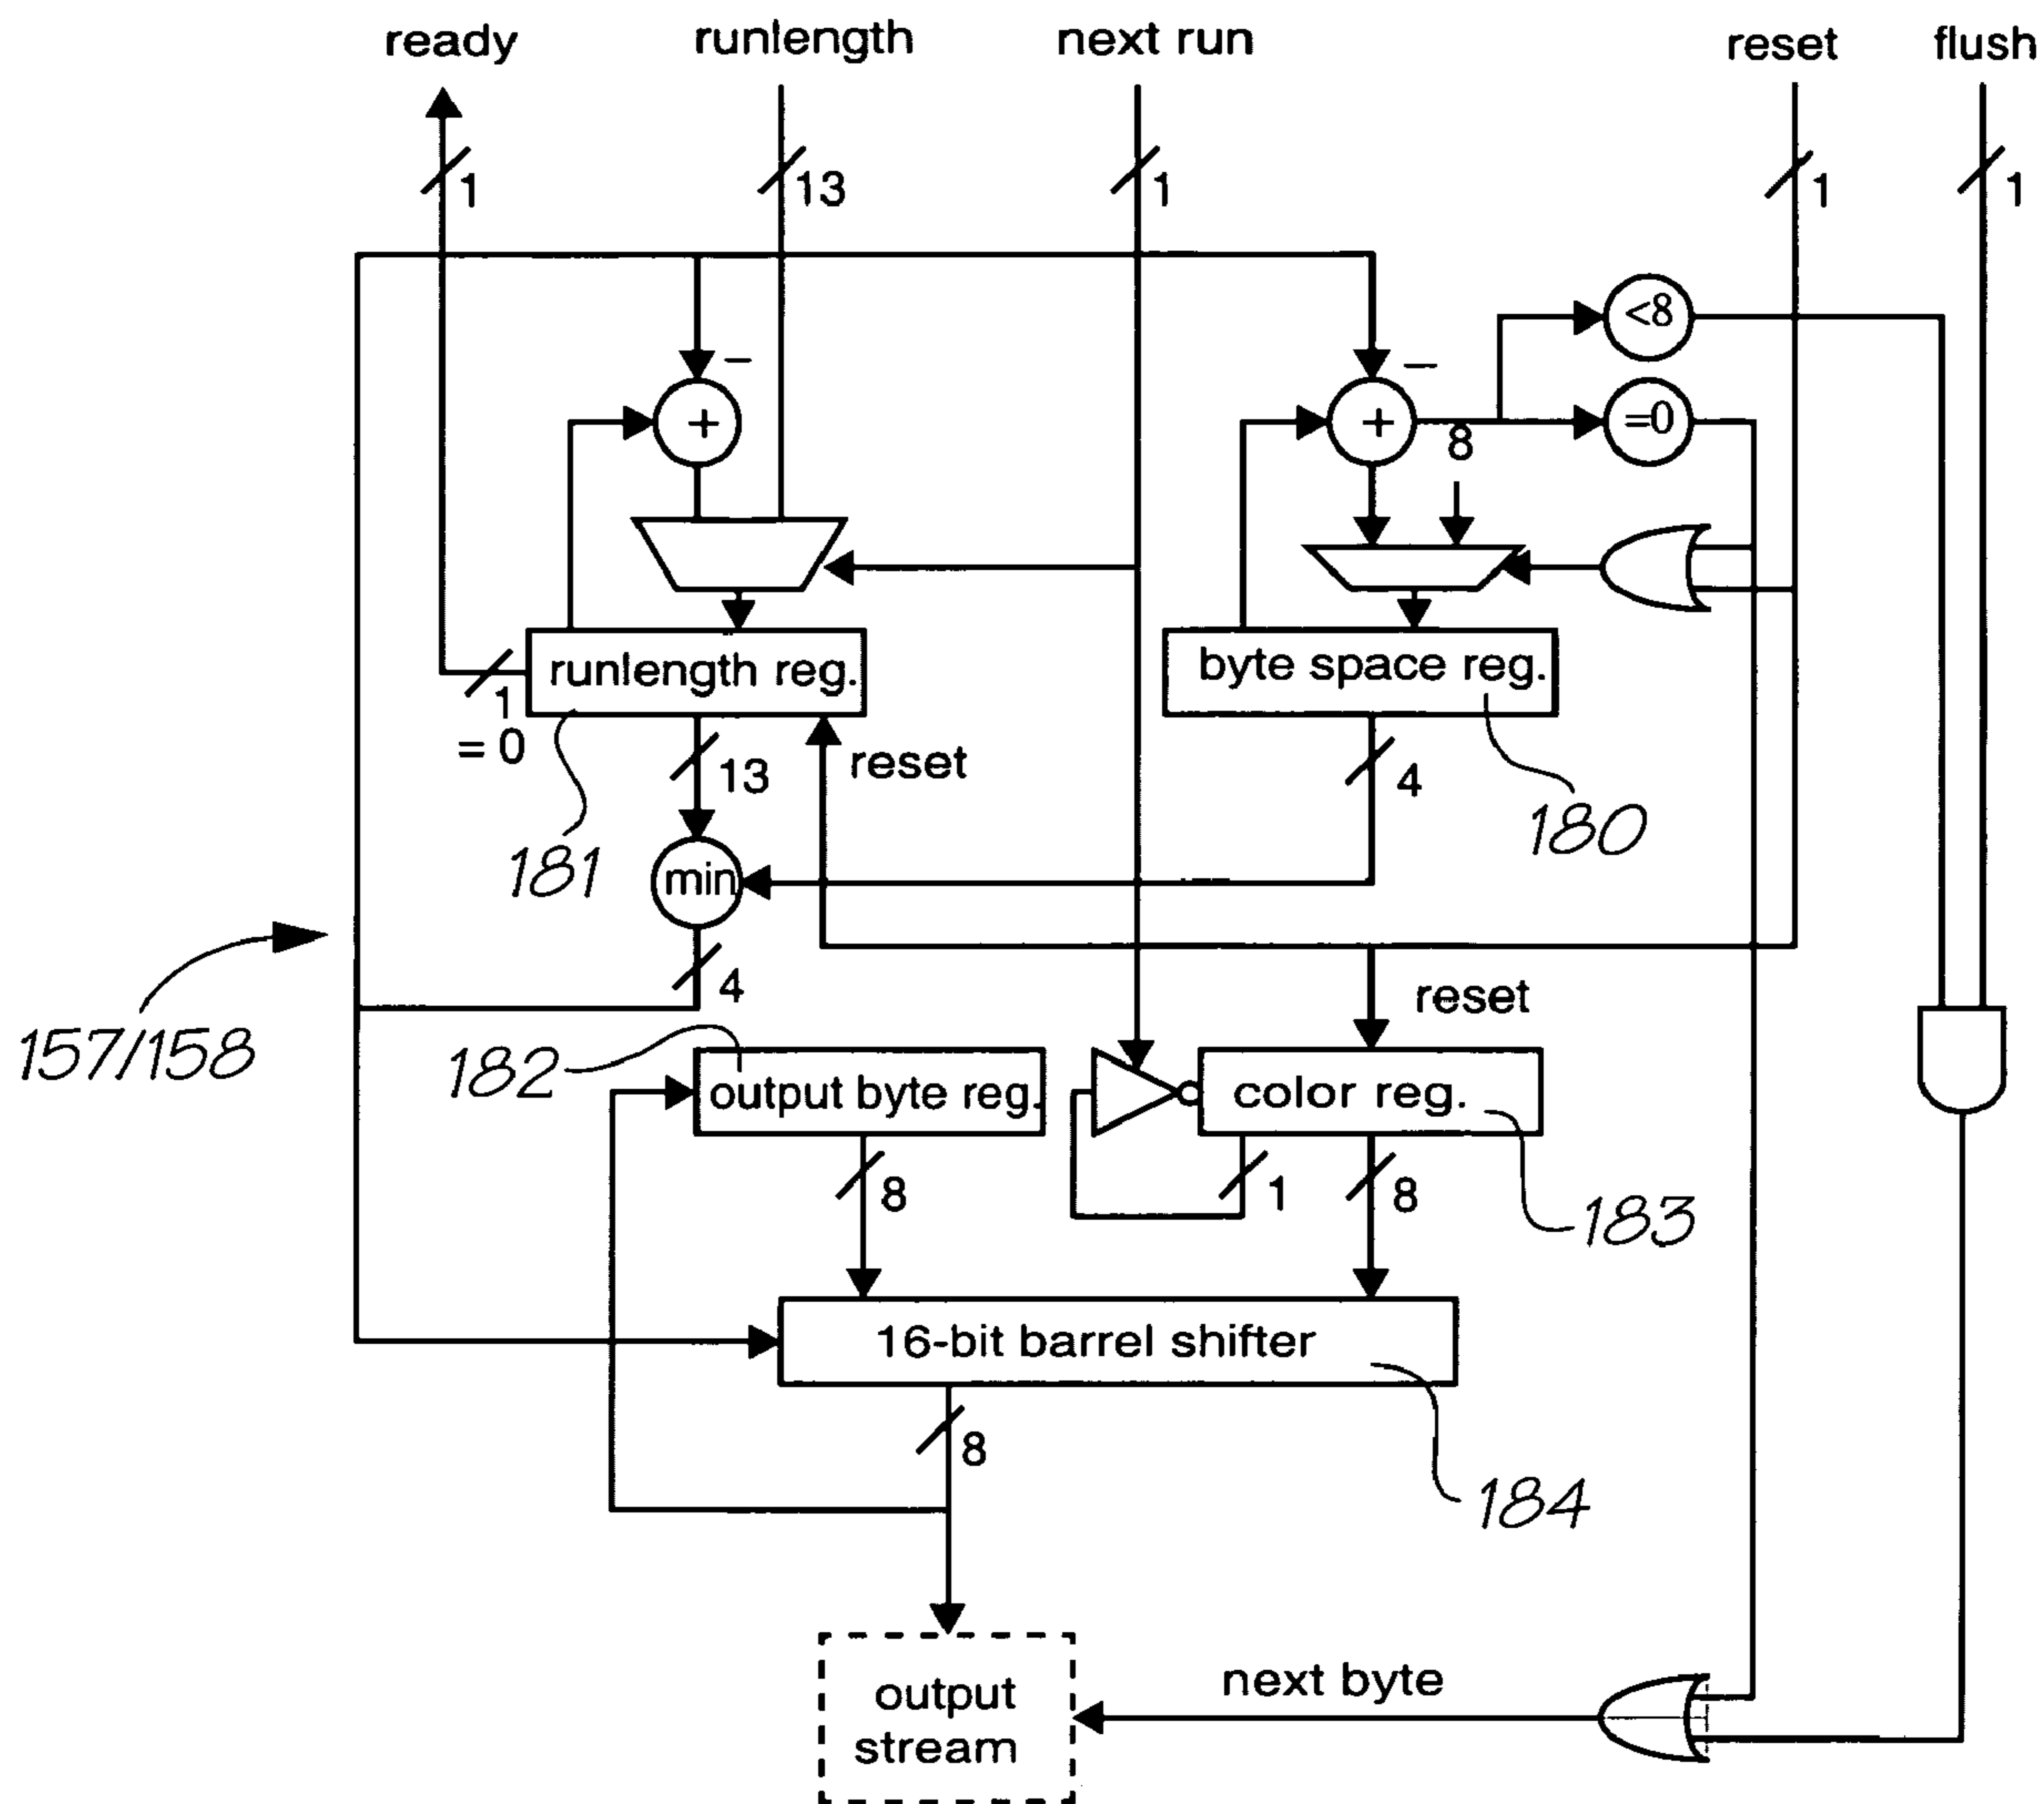 ready runlength next run reset flush
1 13 1 1 1
<8
− −
+ + =0
8
runlength reg. byte space reg.
1
= 0 13 reset 4
181 min 180
4 reset
157/158 182 output byte reg. color reg.
8 1 8 183
16-bit barrel shifter
8
184
output
stream
next byte